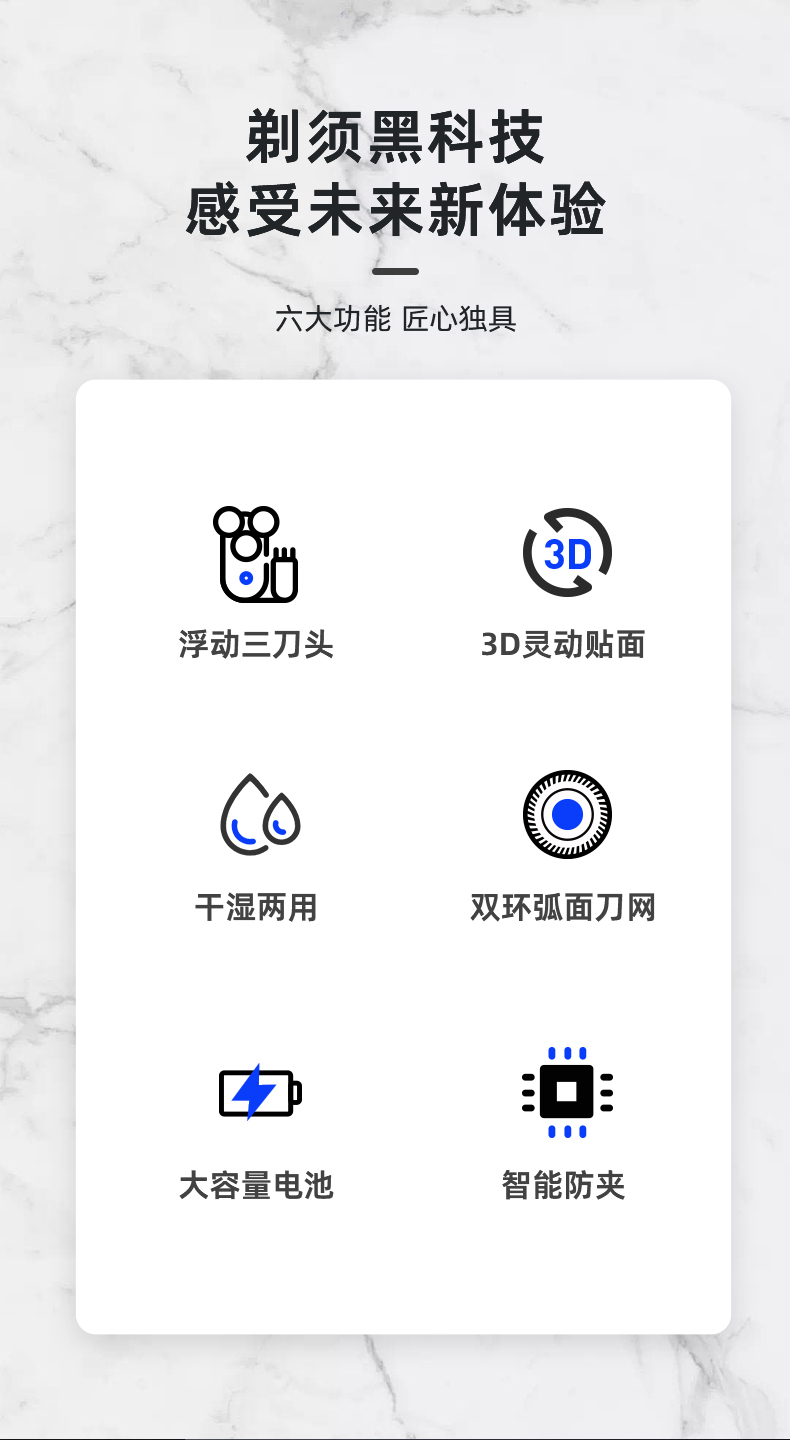 剃须黑科技
感受未来新体验
六大功能 匠心独具
3D
浮动三刀头
3D灵动贴面
干湿两用
双环弧面刀网
大容量电池
智能防夹